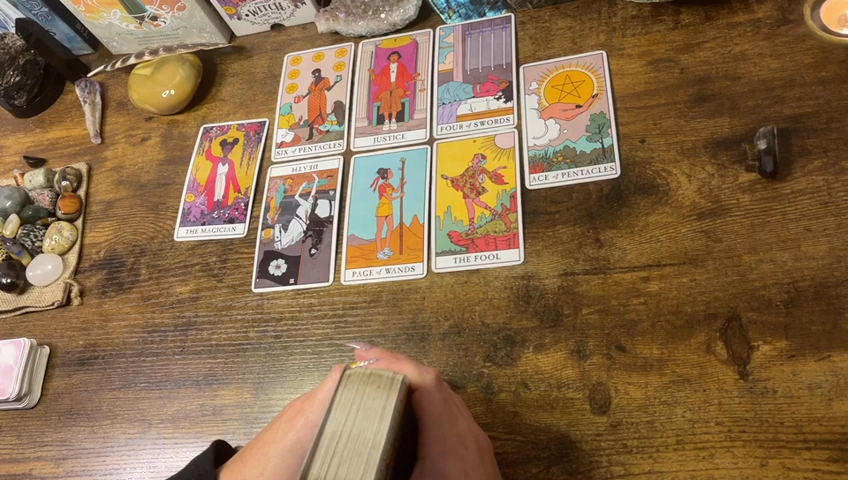 WITCH
SIX of PENTACLES
JUSTICE
FOUR of SWORDS
ACE of PENTACLES
THE MAGICIAN
DEATH
PAGE of WANDS
THE FOOL